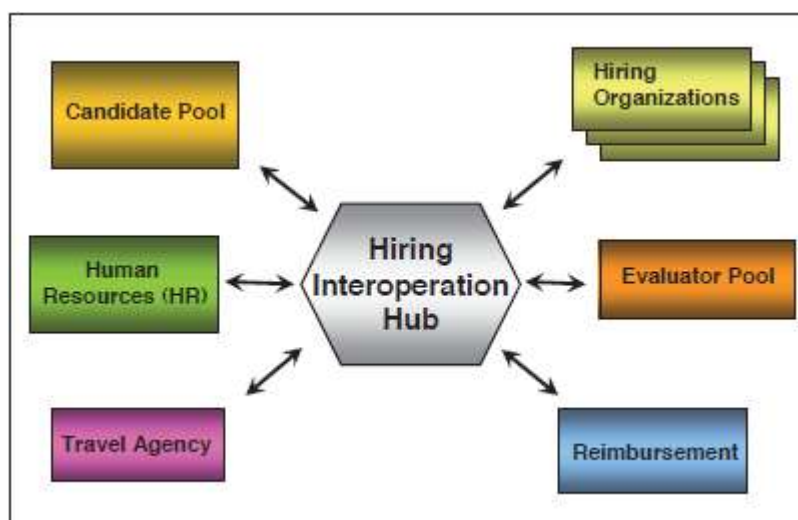 Candidate Pool
Hiring
Organizations
Human
Resources (HR)
Hiring
Interoperation
Hub
Evaluator Pool
Travel Agency
Reimbursement